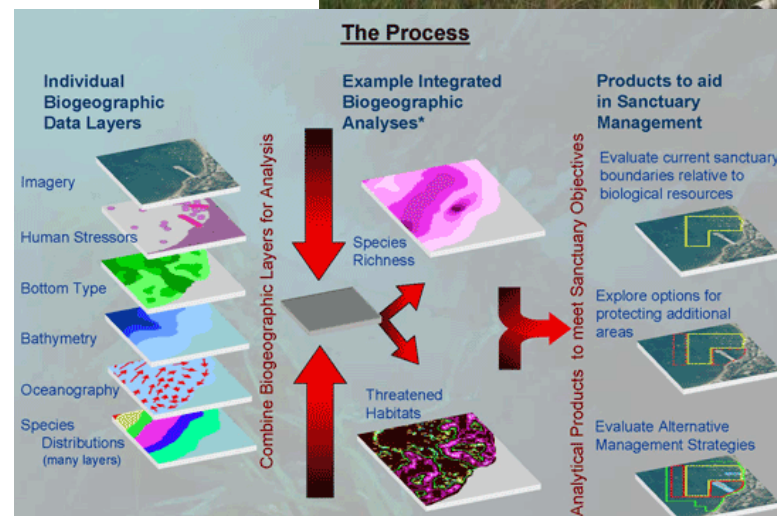 The Process
Individual
Biogeographic
Data Layers
Imagery
Human Stressors
Bottom Type
Bathymetry
Oceanography
Species
Distributions
(many layers)
Combine Biogeographic Layers for Analysis
Example Integrated
Biogeographic
Analyses*
Species
Richness
Threatened
Habitats
Analytical Products to meet Sanctuary Objectives
Products to aid
in Sanctuary
Management
Evaluate current sanctuary
boundaries relative to
biological resources
Explore options for
protecting additional
areas
Evaluate Alternative
Management Strategies